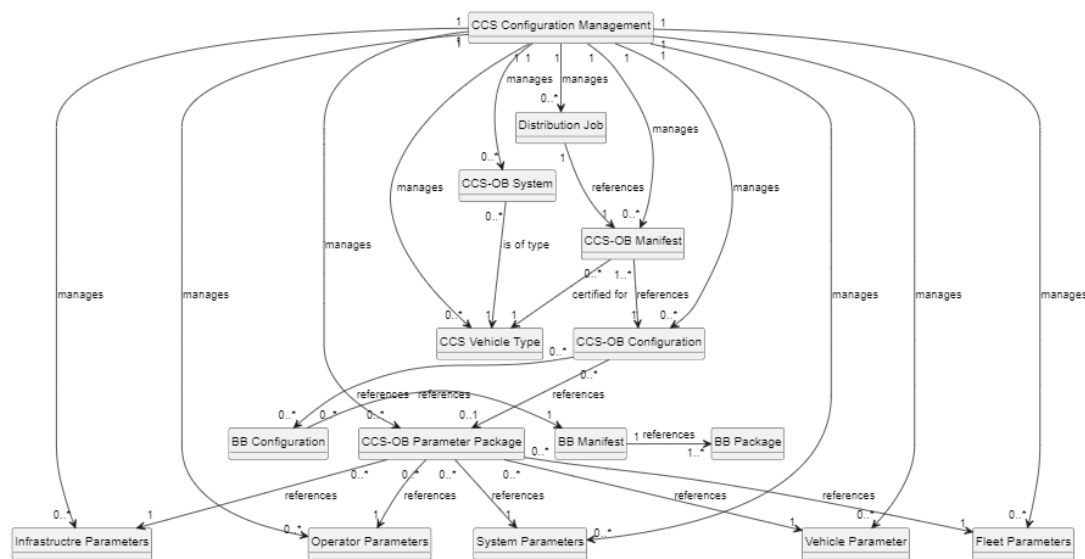 CCS Configuration Management
1 1
1 1
1 1 1 1 1 1
manages manages
0..*
Distribution Job
manages
1
0..*
manages CCS-OB System references manages
0..* 1 0..*
CCS-OB Manifest
manages is of type
0..* 1..*
manages manages certified for references manages manages manages
0..* 1 1 1 0..*
CCS Vehicle Type CCS-OB Configuration
0..* 0..*
references references references
0..* 0..* 0..* 0..1 1
BB Configuration CCS-OB Parameter Package BB Manifest 1 references BB Package
1..*
0..* 0..* 0..* 0..* 0..*
references references references references references
0..* 1 0..* 1 1 0..* 1 0..* 1 0..*
Infrastructre Parameters Operator Parameters System Parameters Vehicle Parameter Fleet Parameters